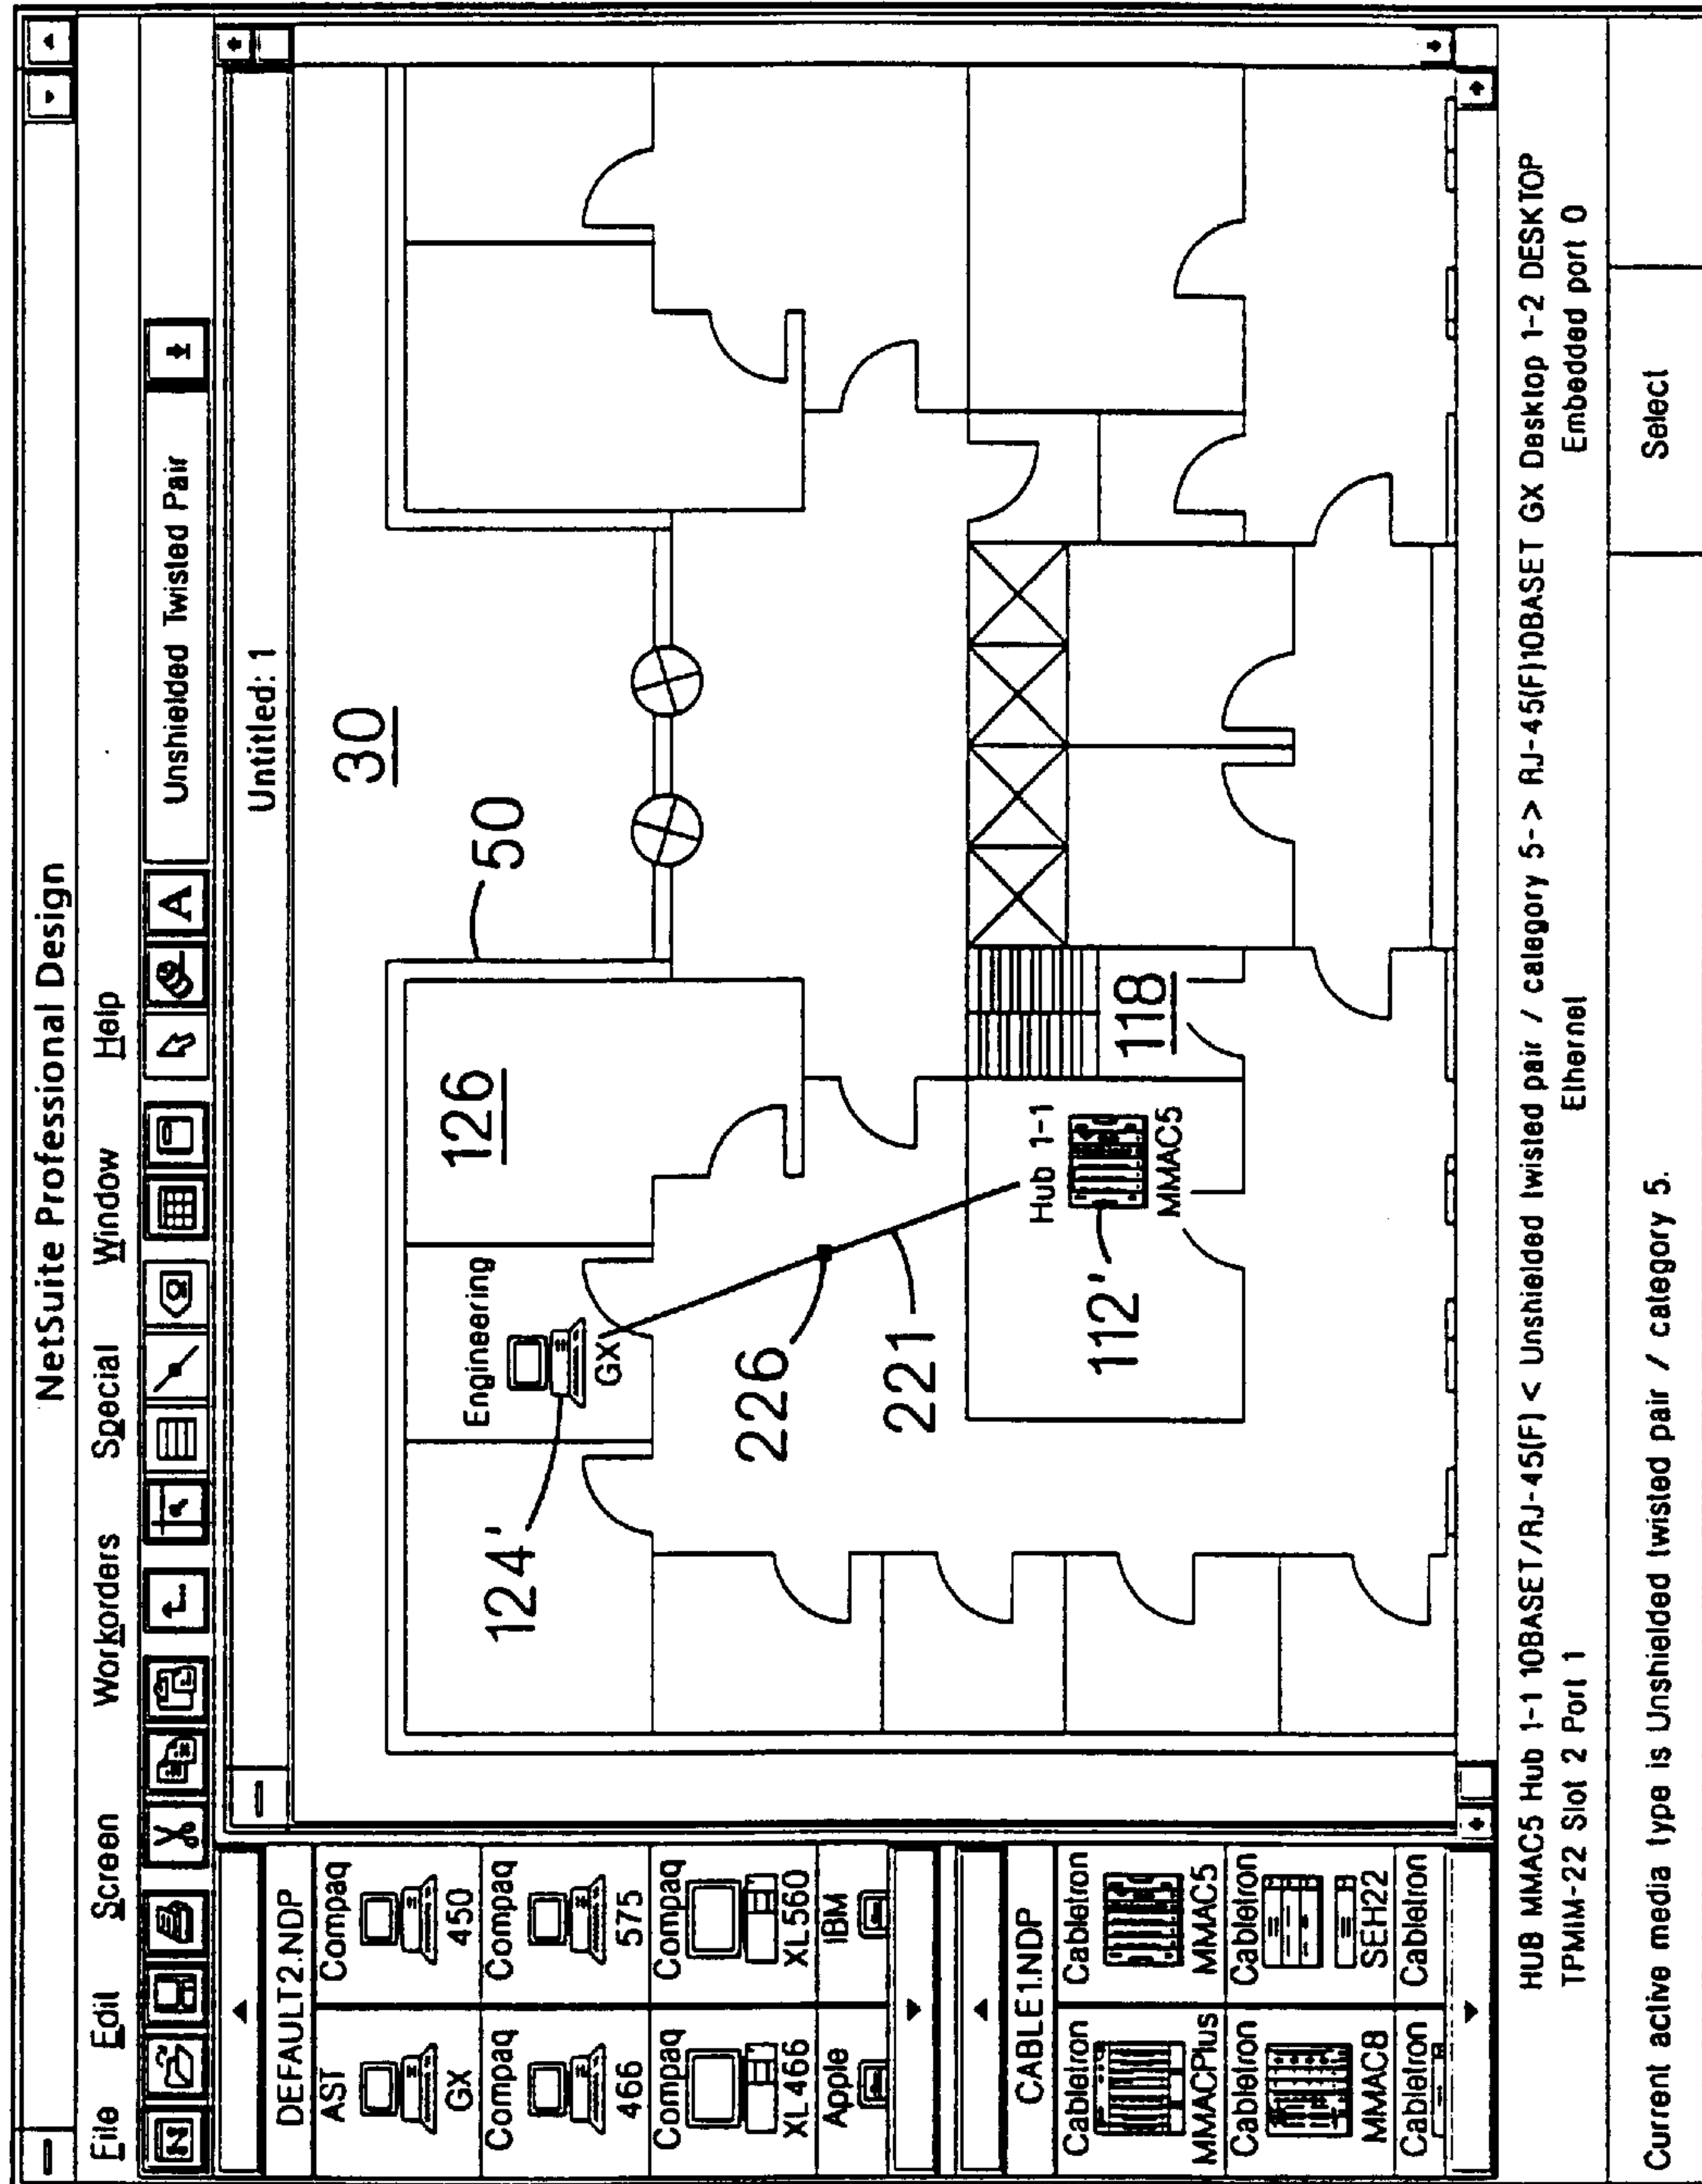 NetSuite Professional Design
File Edit Screen Workorders Special Window Help
A Unshielded Twisted Pair
Untitled: 1
DEFAULT2.NDP
AST Compaq
GX 450
Compaq Compaq
466 575
Compaq Compaq
XL466 XL560
Apple IBM
CABLE1.NDP
Cabletron Cabletron
MMACPlus MMAC5
Cabletron Cabletron
MMAC8 SEH22
Cabletron Cabletron
30
50
126
Engineering
GX
124'
226
221
118
Hub 1-1
MMAC5
112'
HUB MMAC5 Hub 1-1 10BASET/RJ-45(F) < Unshielded twisted pair / category 5-> RJ-45(F)10BASET GX Desktop 1-2 DESKTOP
TPMIM-22 Slot 2 Port 1 Ethernet Embedded port 0
Select
Current active media type is Unshielded twisted pair / category 5.